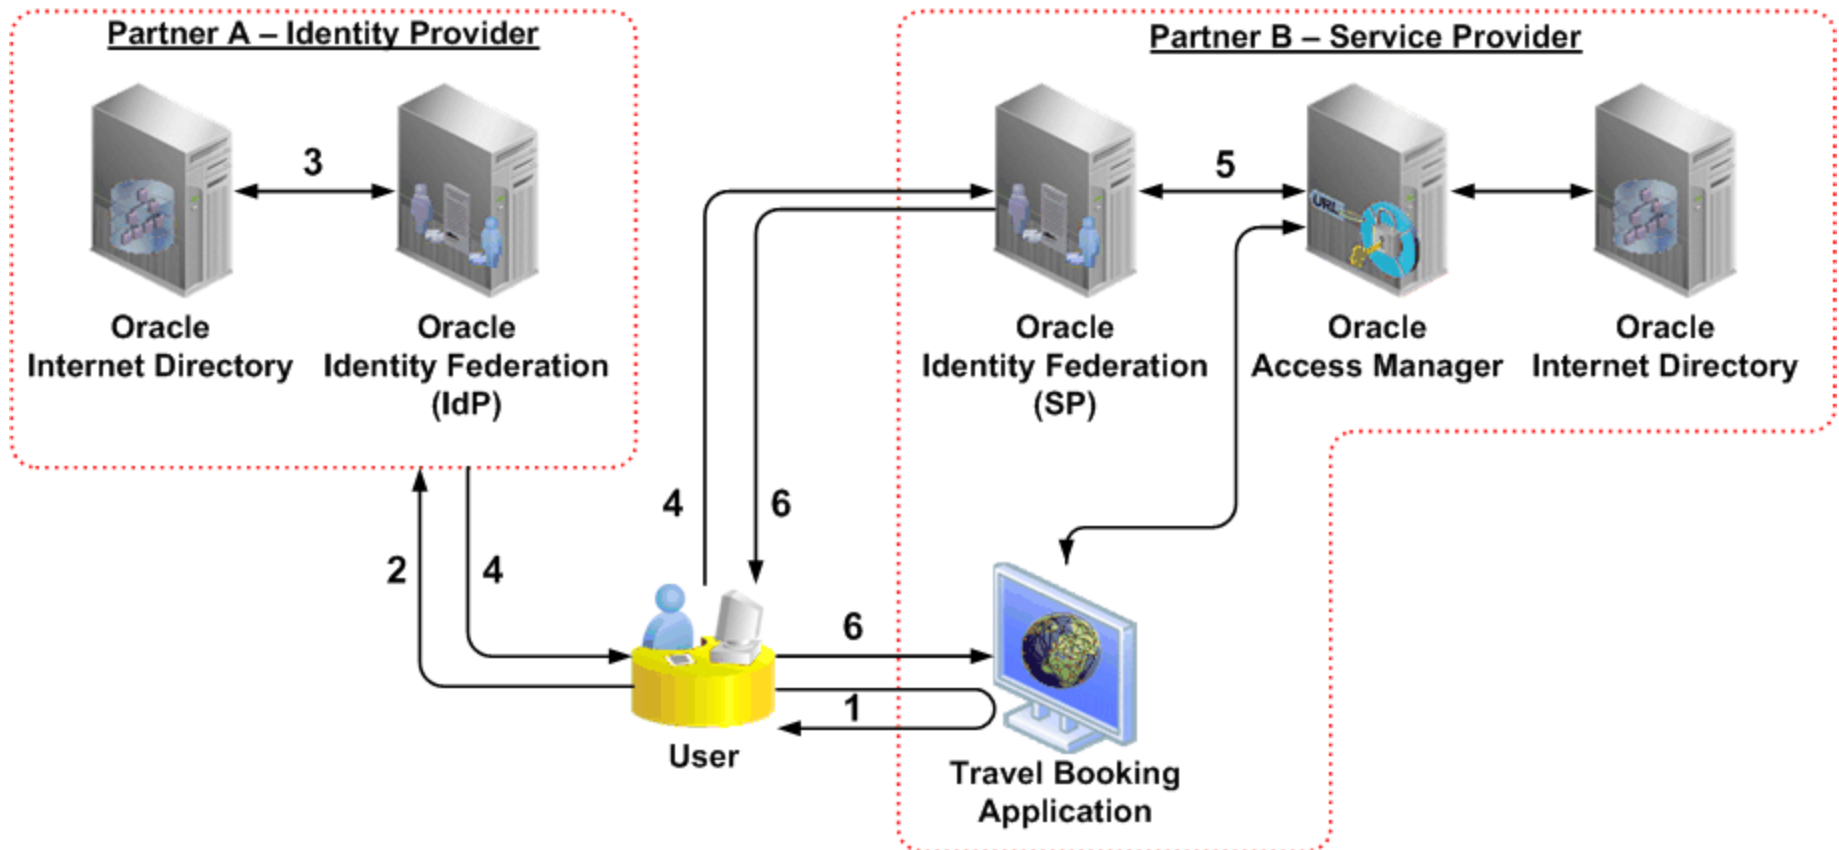 Partner A – Identity Provider
3
Oracle
Internet Directory
Oracle
Identity Federation
(IdP)
Partner B – Service Provider
5
URL
Oracle
Identity Federation
(SP)
Oracle
Access Manager
Oracle
Internet Directory
4
6
2
4
6
1
User
Travel Booking
Application